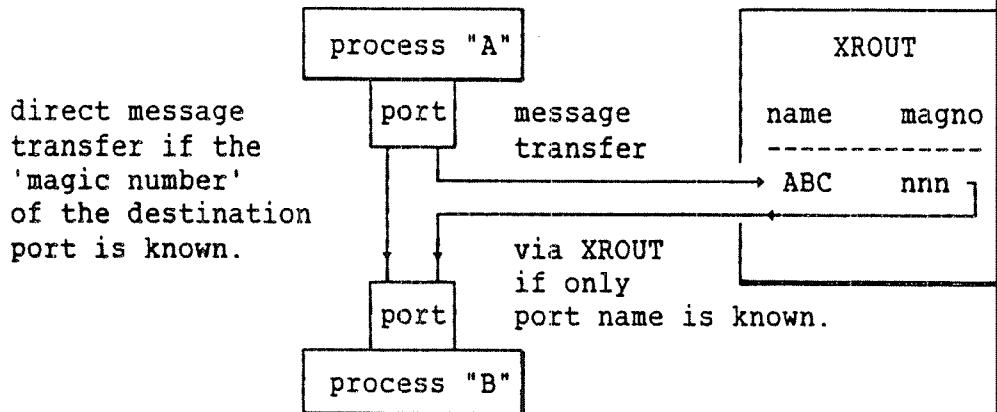 process "A"
port
XROUT
name magno
-------------
ABC nnn
direct message
transfer if the
'magic number'
of the destination
port is known.
message
transfer
via XROUT
if only
port name is known.
port
process "B"